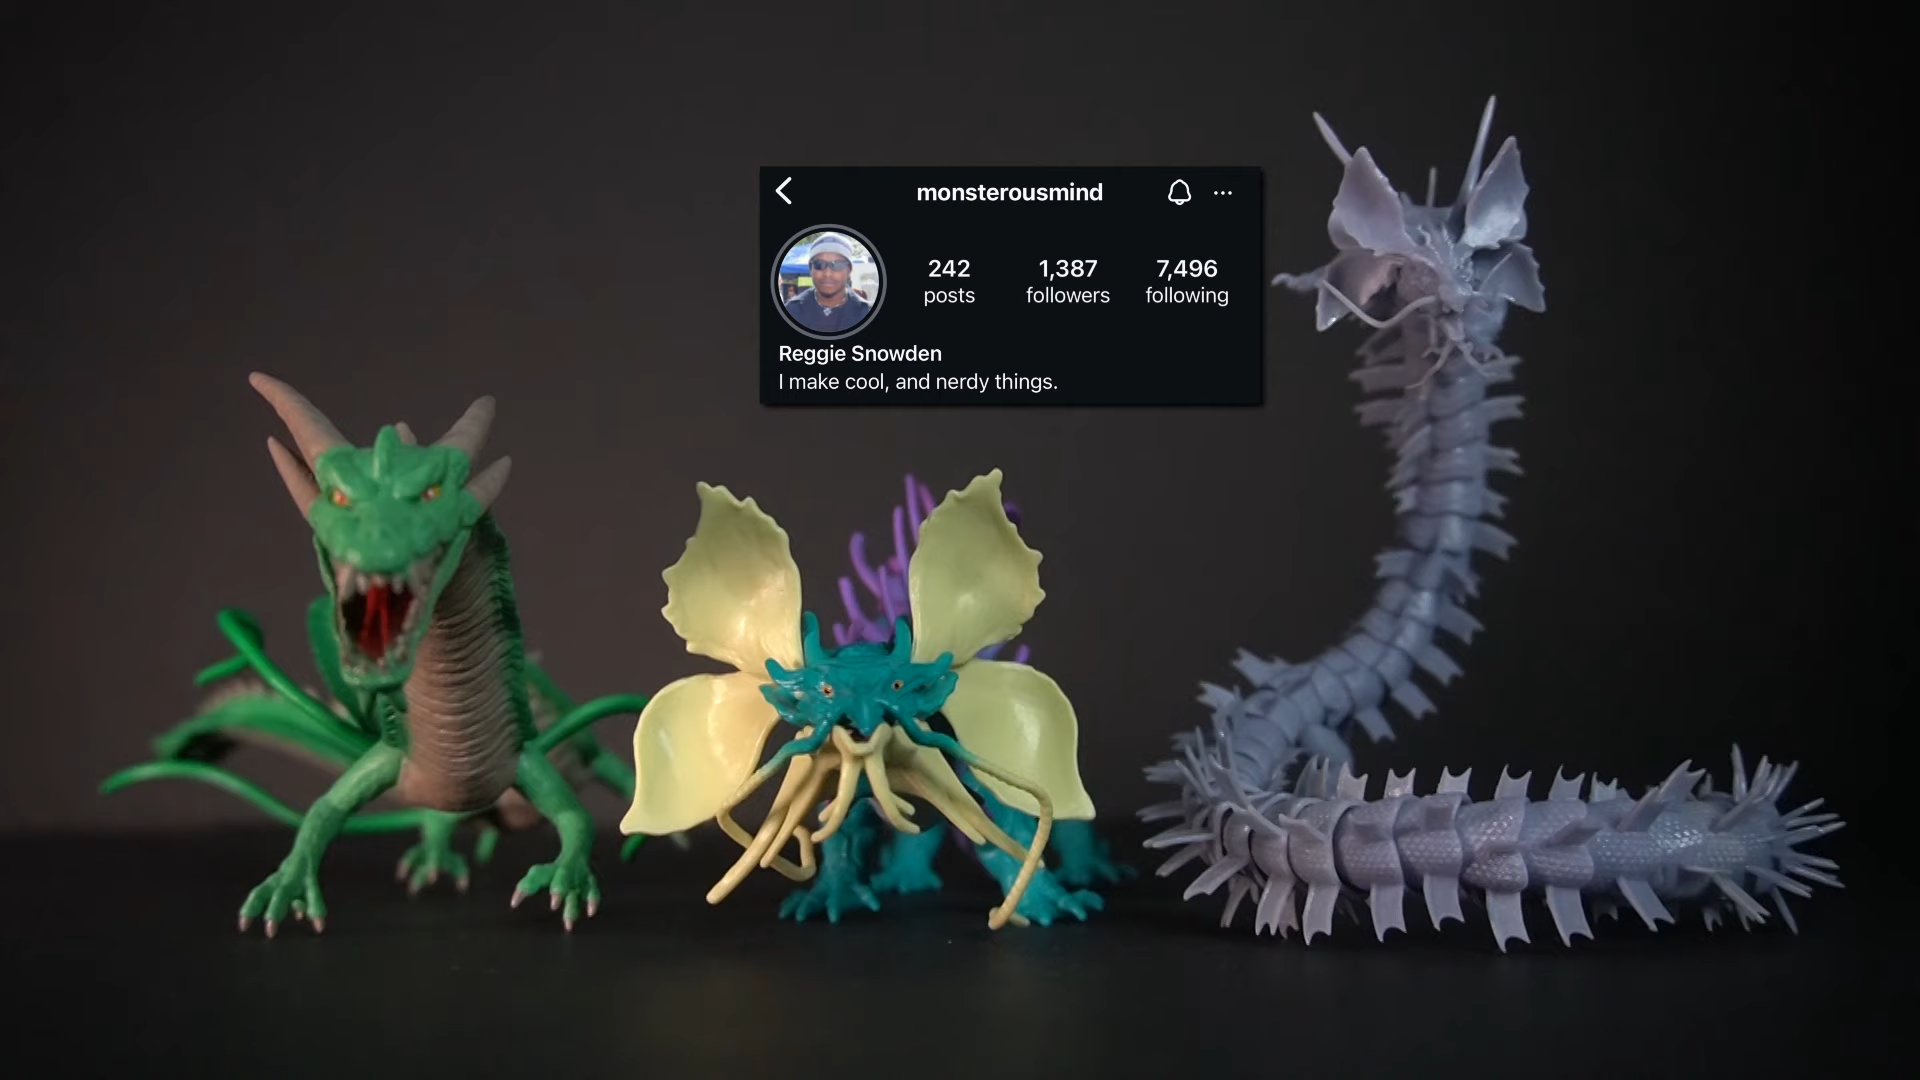 monsterousmind
242 1,387 7,496
posts followers following
Reggie Snowden
I make cool, and nerdy things.